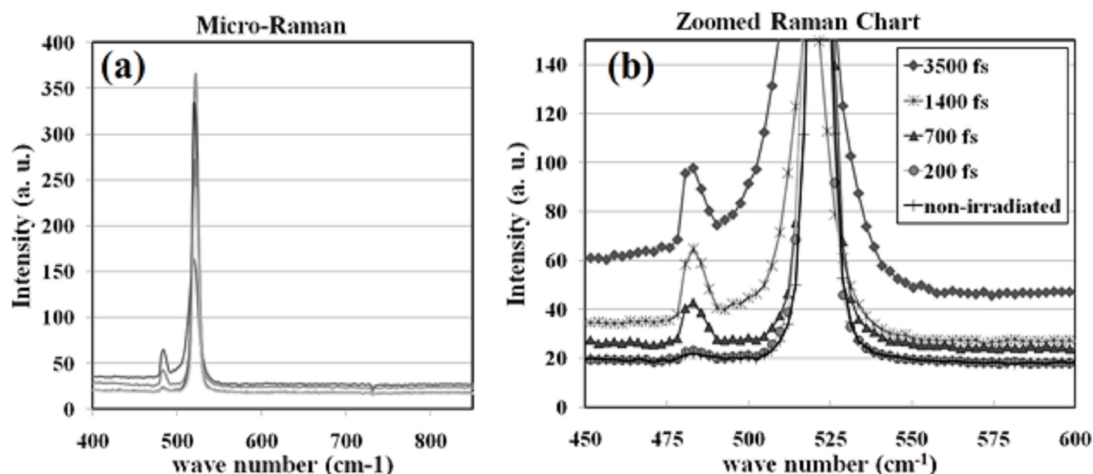 Micro-Raman
(a)
400
350
300
250
200
150
100
50
0
Intensity (a. u.)
400 500 600 700 800
wave number (cm-1)
Zoomed Raman Chart
(b)
140
120
100
80
60
40
20
0
Intensity (a. u.)
3500 fs
1400 fs
700 fs
200 fs
non-irradiated
450 475 500 525 550 575 600
wave number (cm-1)